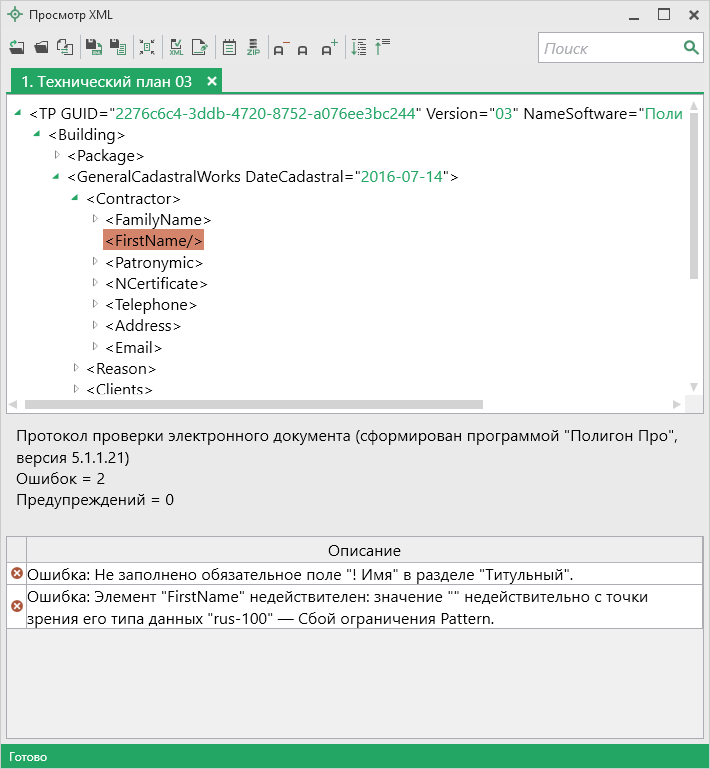 Просмотр XML
XML
ZIP
Поиск
1. Технический план 03
<TP GUID="2276c6c4-3ddb-4720-8752-a076ee3bc244" Version="03" NameSoftware="Поли
<Building>
<Package>
<GeneralCadastralWorks DateCadastral="2016-07-14">
<Contractor>
<FamilyName>
<FirstName/>
<Patronymic>
<NCertificate>
<Telephone>
<Address>
<Email>
<Reason>
<Clients>
Протокол проверки электронного документа (сформирован программой "Полигон Про",
версия 5.1.1.21)
Ошибок = 2
Предупреждений = 0
Описание
Ошибка: Не заполнено обязательное поле "! Имя" в разделе "Титульный".
Ошибка: Элемент "FirstName" недействителен: значение "" недействительно с точки
зрения его типа данных "rus-100" — Сбой ограничения Pattern.
Готово